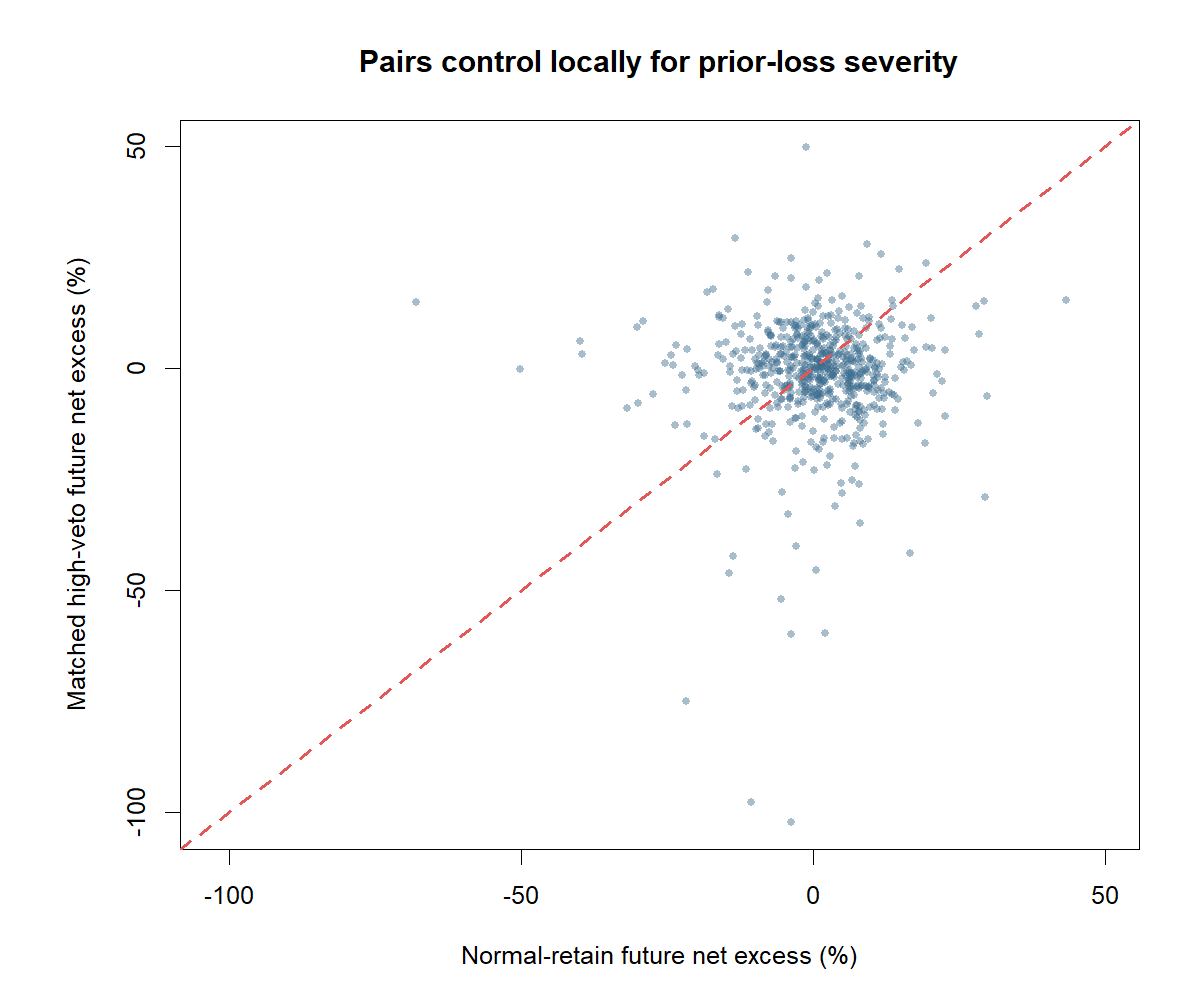 Pairs control locally for prior-loss severity
Matched high-veto future net excess (%)
50
0
-50
-100
-100
-50
0
50
Normal-retain future net excess (%)